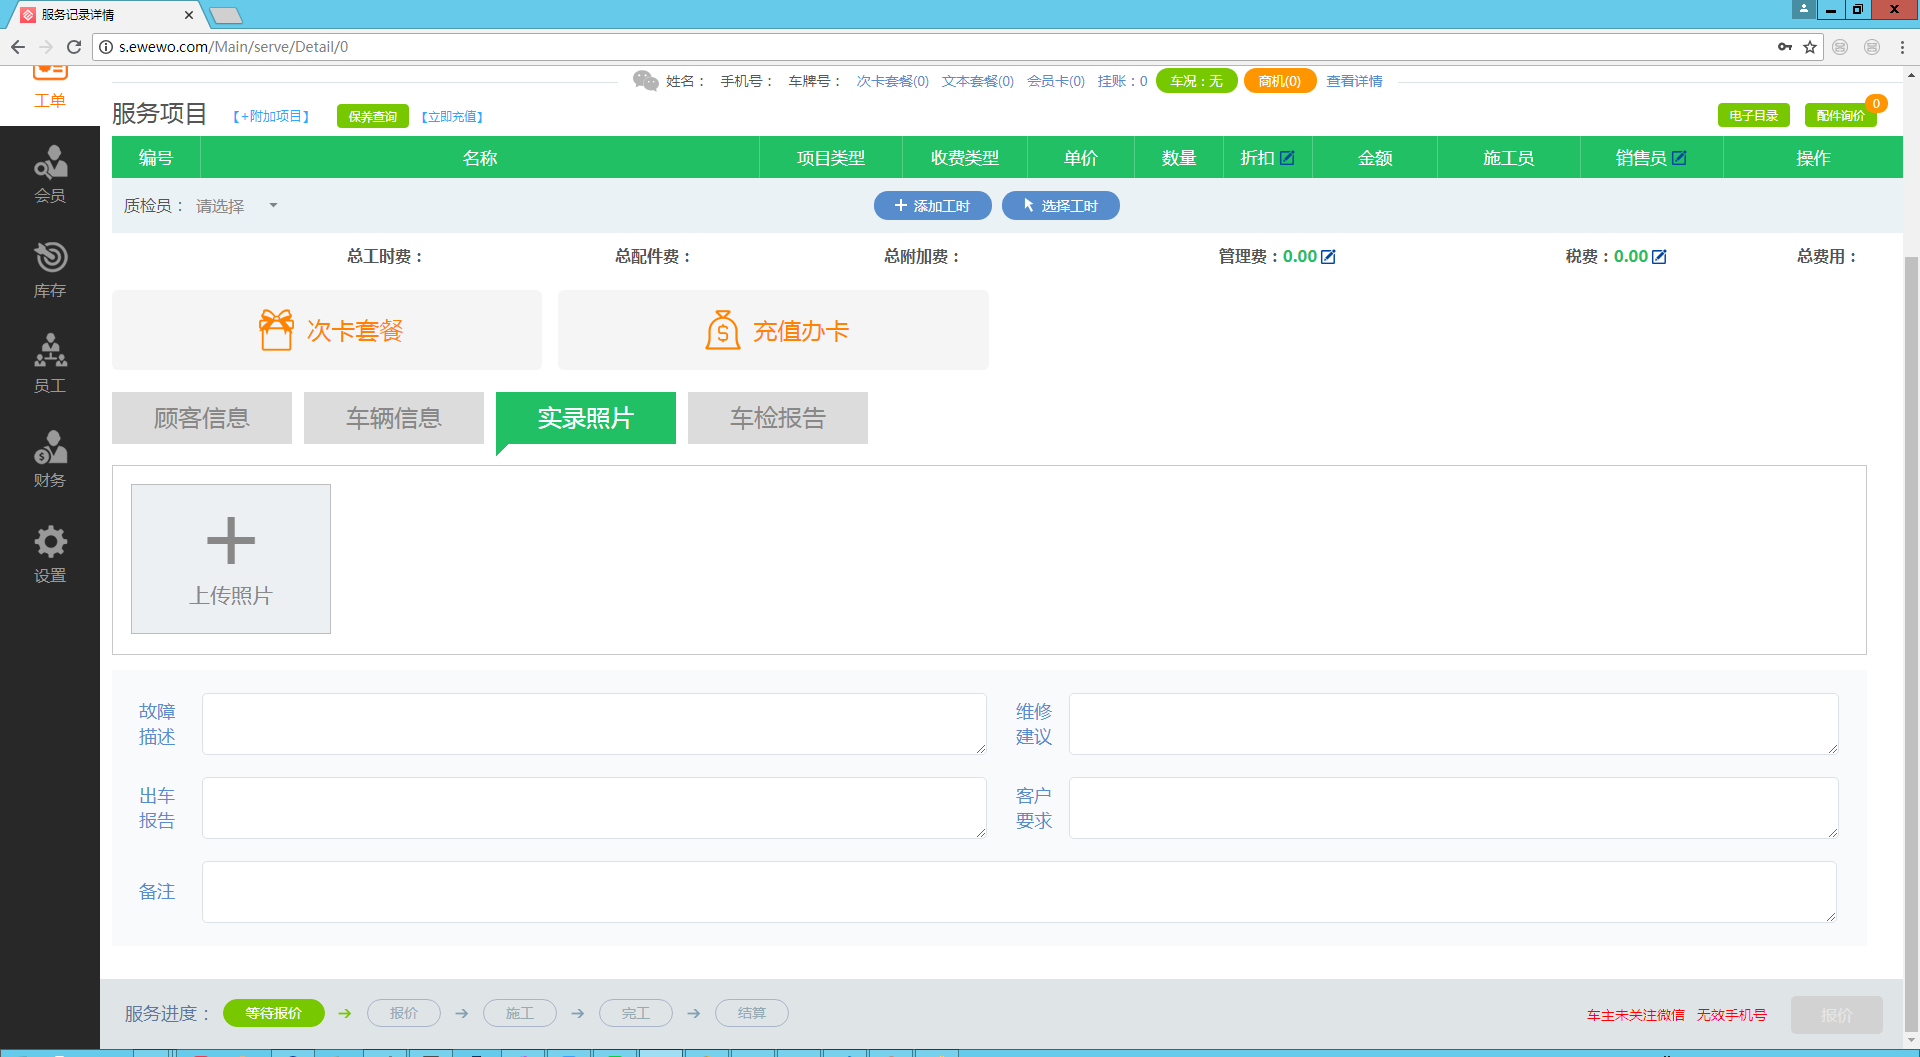 服务记录详情
s.ewewo.com/Main/serve/Detail/0
工单
会员
库存
员工
财务
设置
姓名： 手机号： 车牌号： 次卡套餐(0) 文本套餐(0) 会员卡(0) 挂账：0 车况：无 商机(0) 查看详情
服务项目 【+附加项目】 保养查询 【立即充值】 电子目录 配件询价 0
编号 名称 项目类型 收费类型 单价 数量 折扣 金额 施工员 销售员 操作
质检员： 请选择 添加工时 选择工时
总工时费： 总配件费： 总附加费： 管理费：0.00 税费：0.00 总费用：
次卡套餐 充值办卡
顾客信息 车辆信息 实录照片 车检报告
上传照片
故障描述 维修建议
出车报告 客户要求
备注
服务进度： 等待报价 报价 施工 完工 结算 车主未关注微信 无效手机号 报价